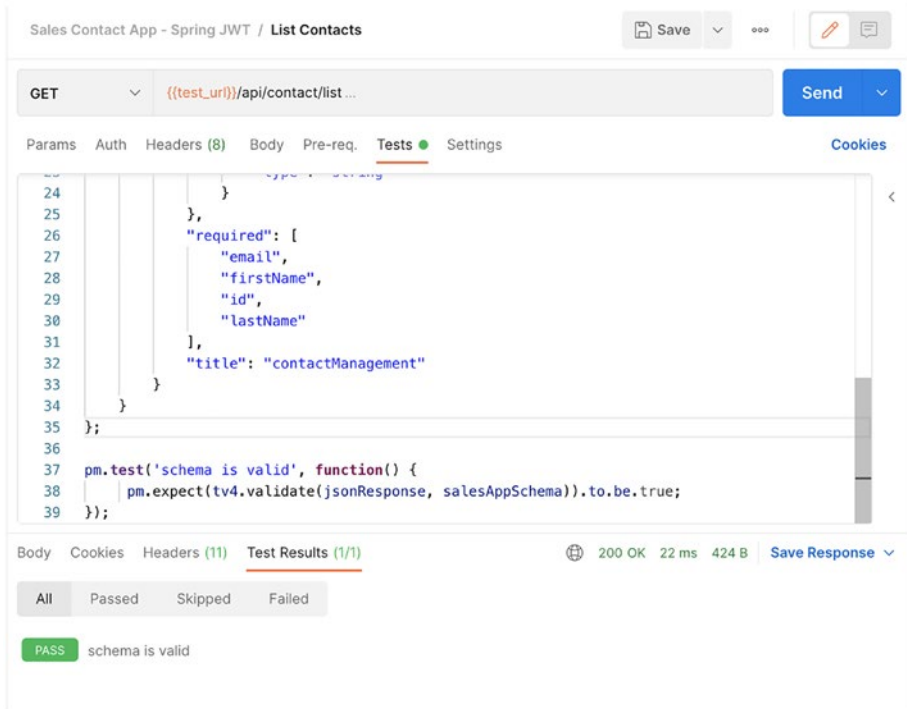 Sales Contact App - Spring JWT / List Contacts
Save
GET {{test_url}}/api/contact/list ...
Send
Params Auth Headers (8) Body Pre-req. Tests Settings
Cookies
24 }
25 },
26 "required": [
27 "email",
28 "firstName",
29 "id",
30 "lastName"
31 ],
32 "title": "contactManagement"
33 }
34 }
35 };
36
37 pm.test('schema is valid', function() {
38 pm.expect(tv4.validate(jsonResponse, salesAppSchema)).to.be.true;
39 });
Body Cookies Headers (11) Test Results (1/1)
200 OK 22 ms 424 B Save Response
All Passed Skipped Failed
PASS schema is valid